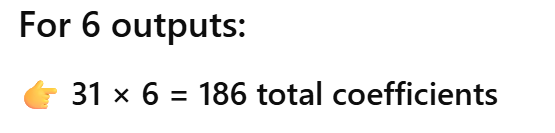 For 6 outputs:
👉 31 × 6 = 186 total coefficients